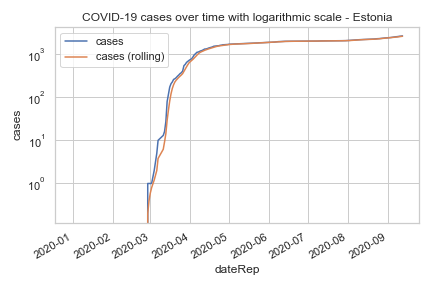 COVID-19 cases over time with logarithmic scale - Estonia
cases
cases (rolling)
10³
10²
10¹
10⁰
cases
2020-01
2020-02
2020-03
2020-04
2020-05
2020-06
2020-07
2020-08
2020-09
dateRep